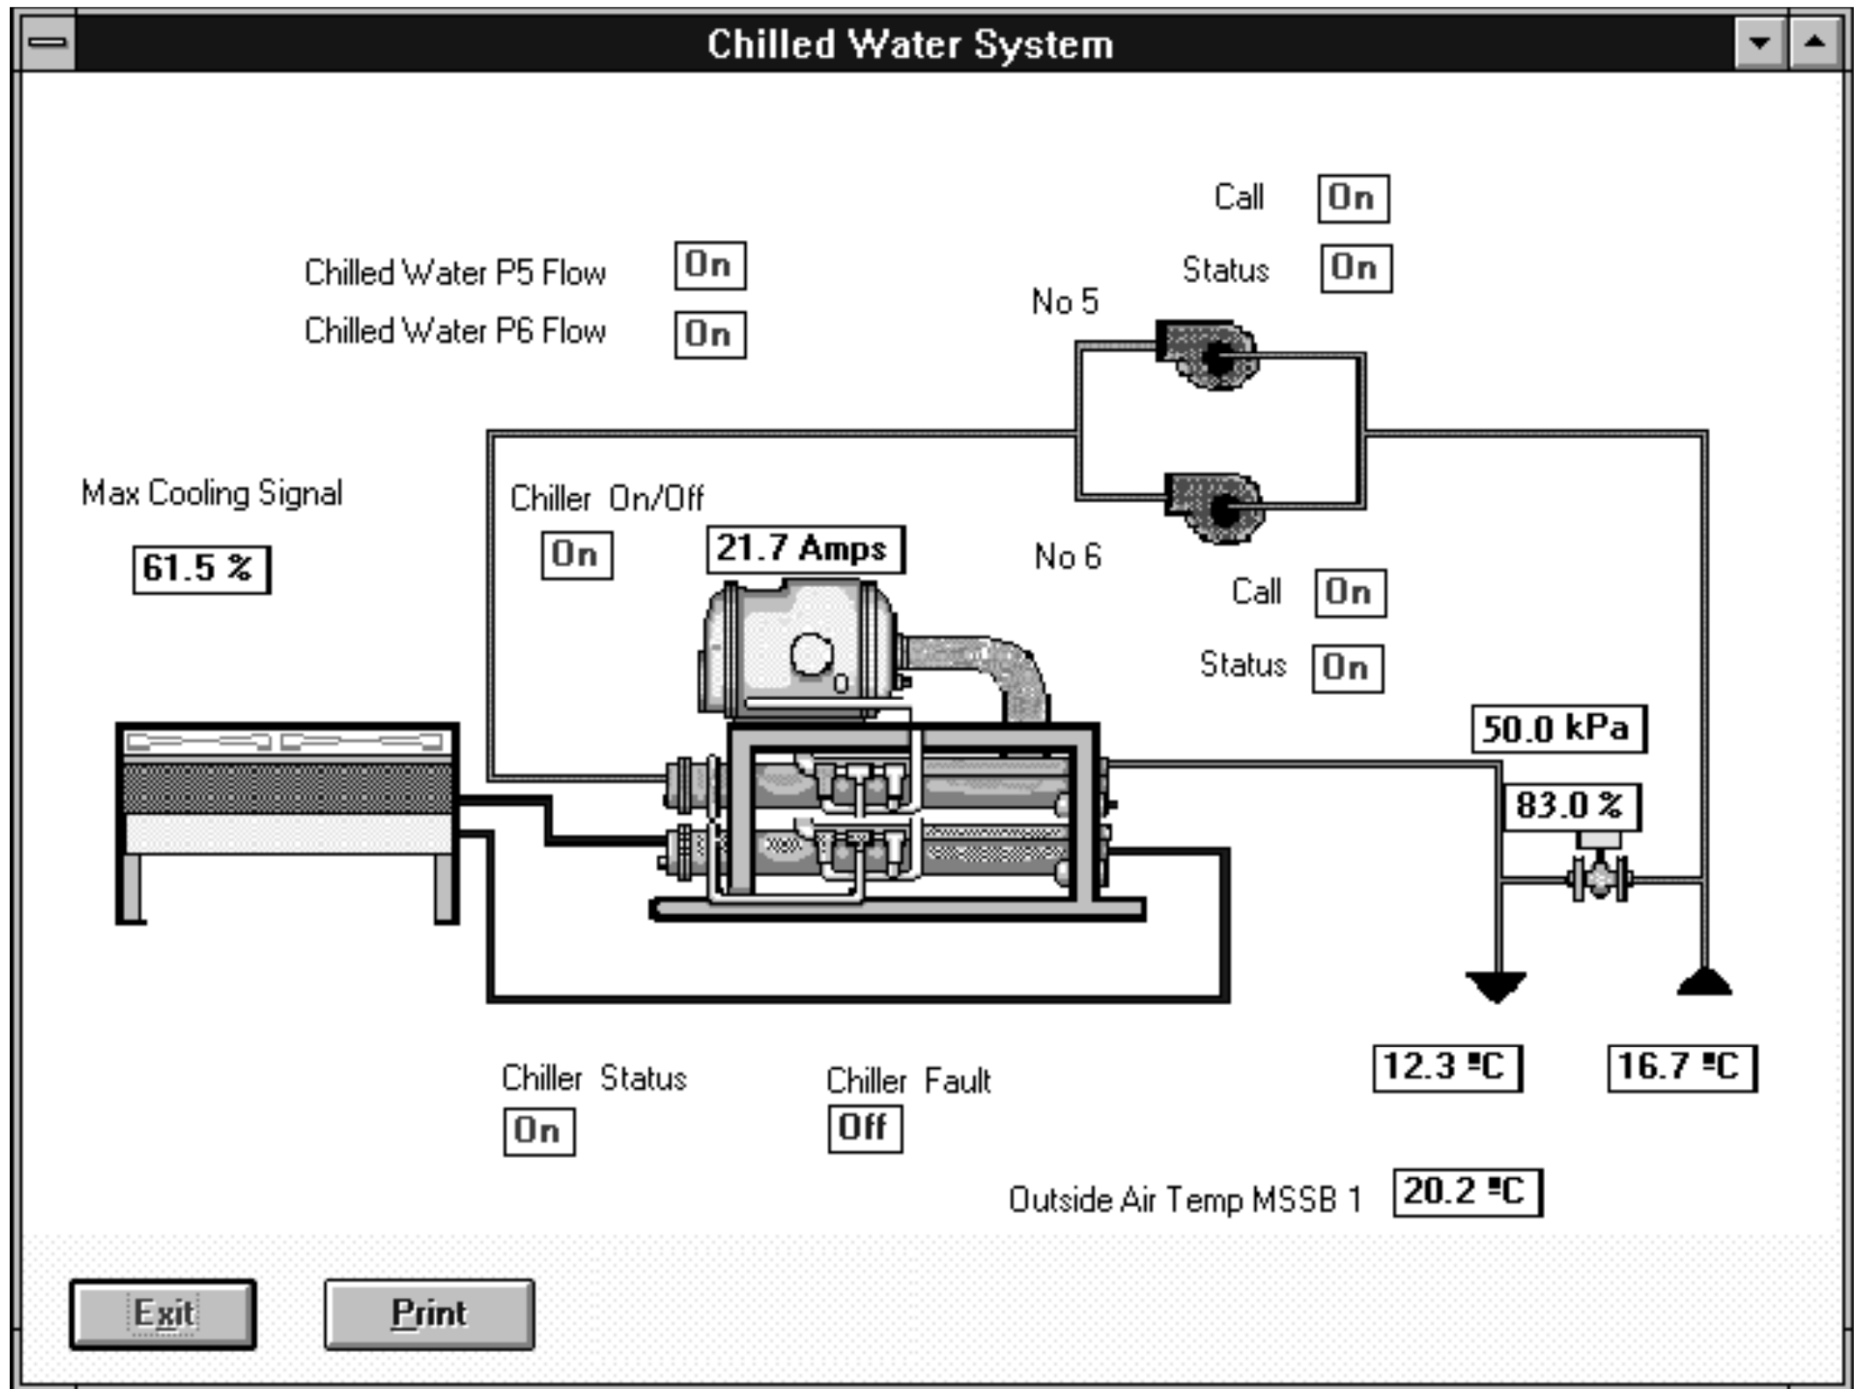 Chilled Water System
Call On
Chilled Water P5 Flow On
Status On
No 5
Chilled Water P6 Flow On
Max Cooling Signal
Chiller On/Off
61.5 %
On
21.7 Amps
No 6
Call On
Status On
50.0 kPa
83.0 %
12.3 ºC
16.7 ºC
Chiller Status
Chiller Fault
On
Off
Outside Air Temp MSSB 1 20.2 ºC
Exit
Print